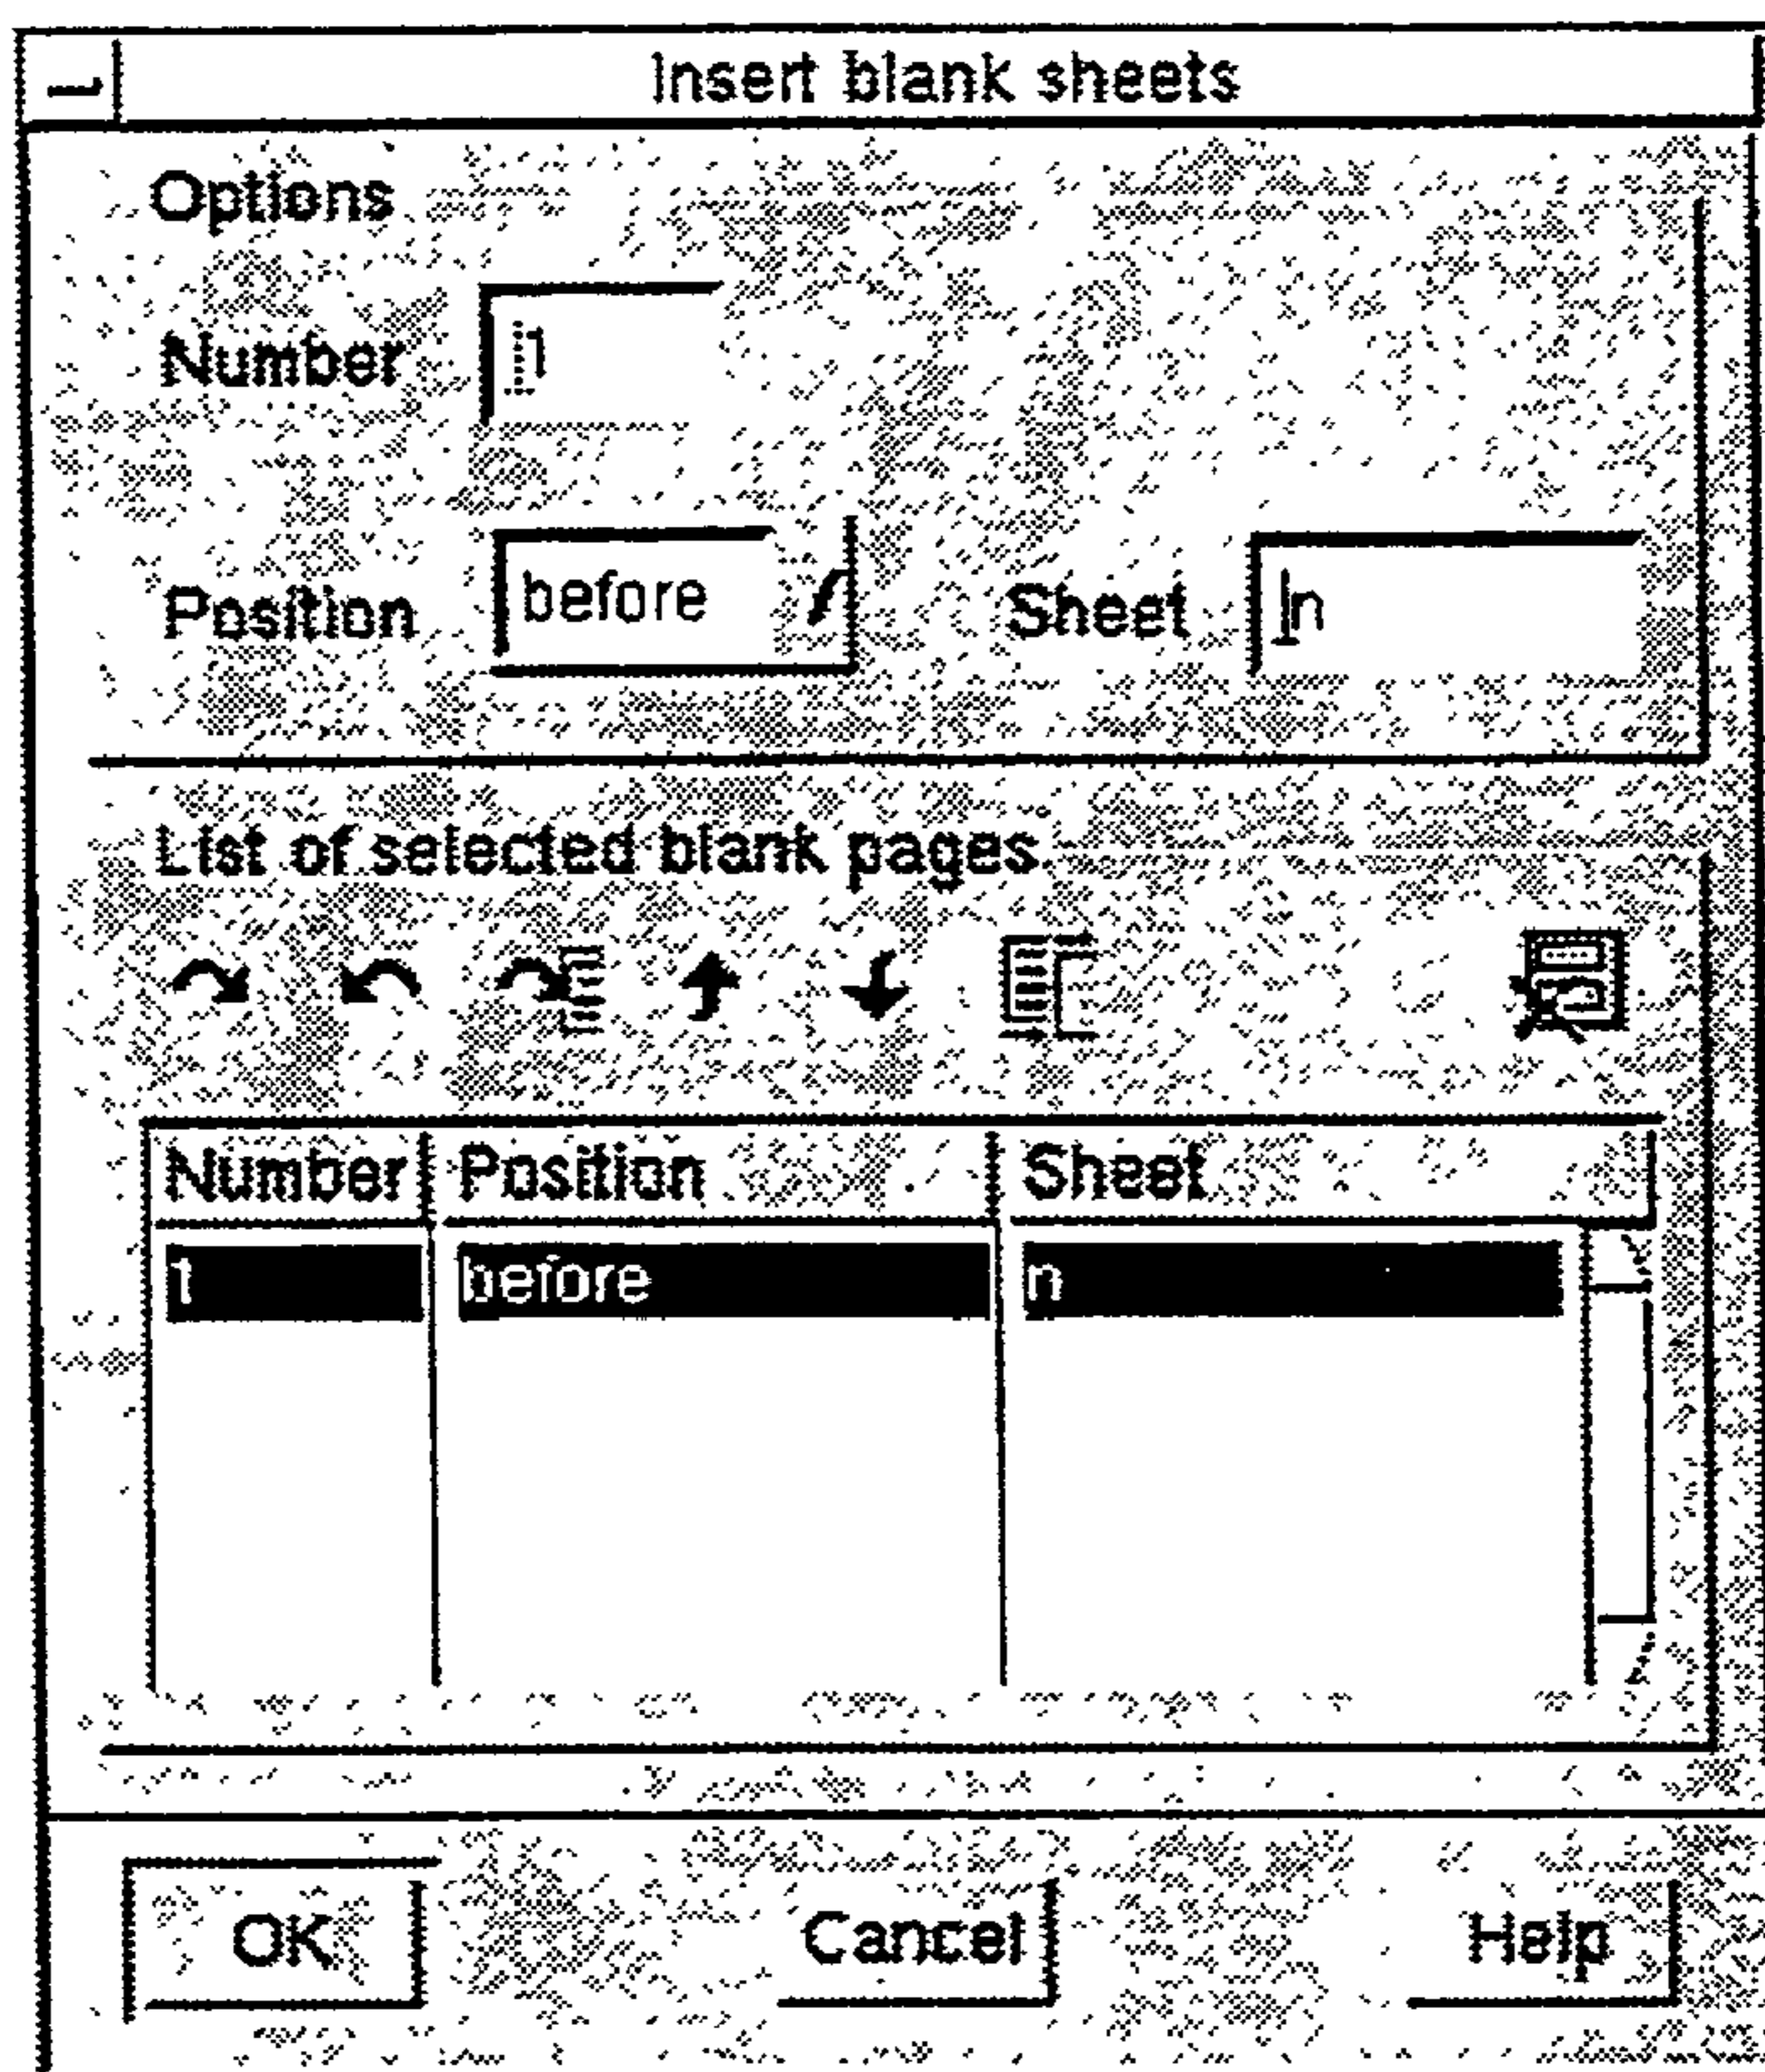 Insert blank sheets
Options
Number 1
Position before Sheet n
List of selected blank pages
Number Position Sheet
1 before n
OK Cancel Help